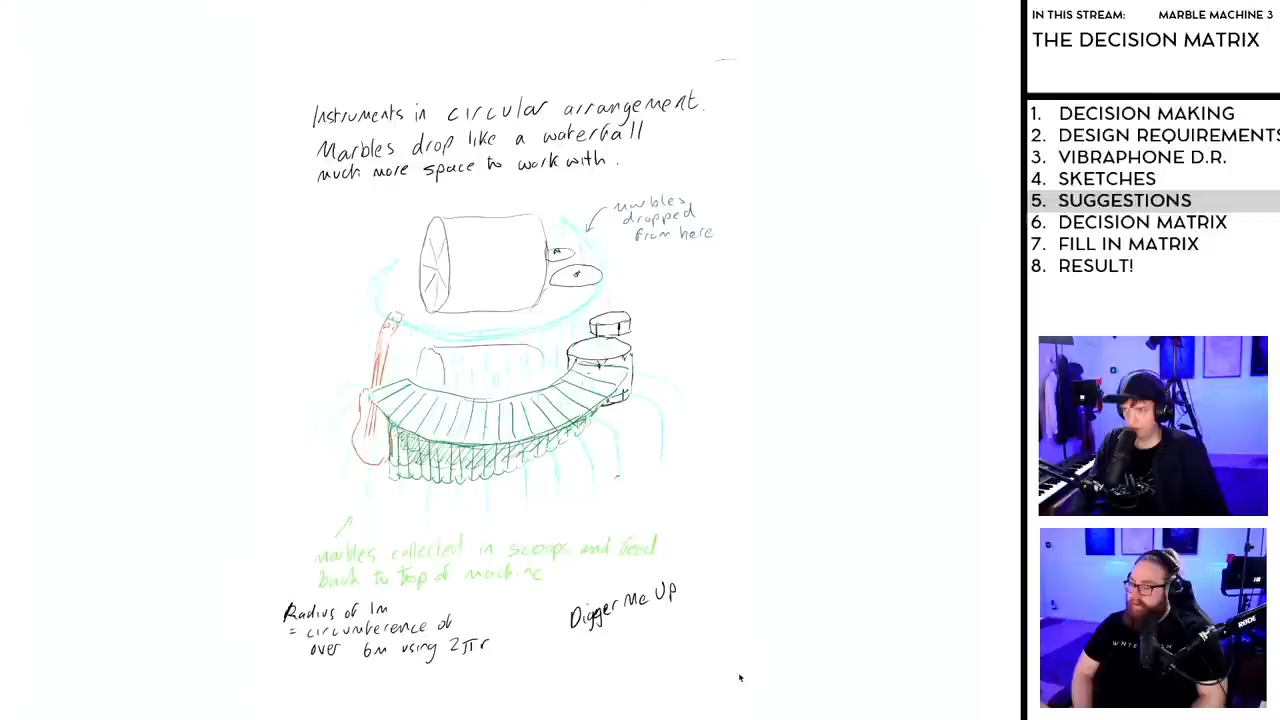 IN THIS STREAM: MARBLE MACHINE 3
THE DECISION MATRIX
1. DECISION MAKING
2. DESIGN REQUIREMENTS
3. VIBRAPHONE D.R.
4. SKETCHES
5. SUGGESTIONS
6. DECISION MATRIX
7. FILL IN MATRIX
8. RESULT!
Instruments in circular arrangement.
Marbles drop like a waterfall
much more space to work with.
marbles
dropped
from here
marbles collected in scoops and feed
back to top of machine
Radius of 1m
= circumference of
over 6m using 2πr
Digger Me Up
RØDE